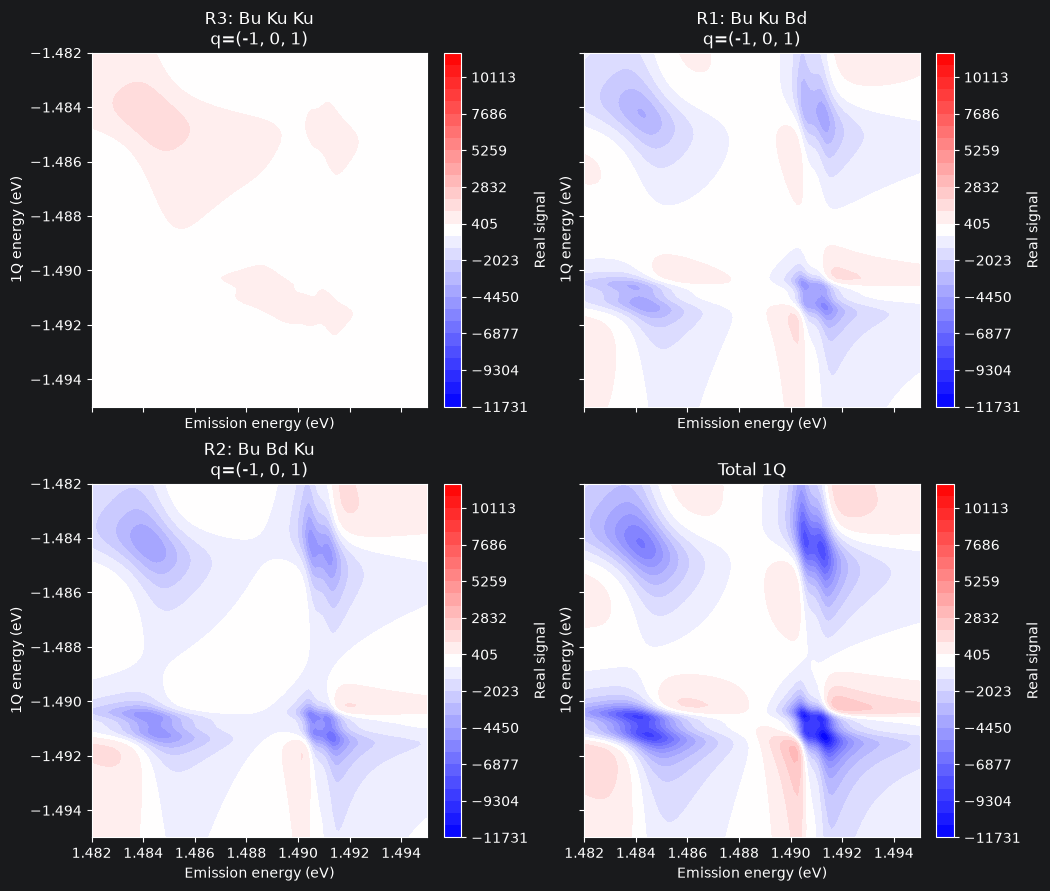 R3: Bu Ku Ku
q=(-1, 0, 1)
−1.482
−1.484
−1.486
−1.488
−1.490
−1.492
−1.494
1Q energy (eV)
Emission energy (eV)
10113
7686
5259
2832
405
−2023
−4450
−6877
−9304
−11731
Real signal
R1: Bu Ku Bd
q=(-1, 0, 1)
1Q energy (eV)
Emission energy (eV)
10113
7686
5259
2832
405
−2023
−4450
−6877
−9304
−11731
Real signal
R2: Bu Bd Ku
q=(-1, 0, 1)
−1.482
−1.484
−1.486
−1.488
−1.490
−1.492
−1.494
1Q energy (eV)
1.482 1.484 1.486 1.488 1.490 1.492 1.494
Emission energy (eV)
10113
7686
5259
2832
405
−2023
−4450
−6877
−9304
−11731
Real signal
Total 1Q
1Q energy (eV)
1.482 1.484 1.486 1.488 1.490 1.492 1.494
Emission energy (eV)
10113
7686
5259
2832
405
−2023
−4450
−6877
−9304
−11731
Real signal